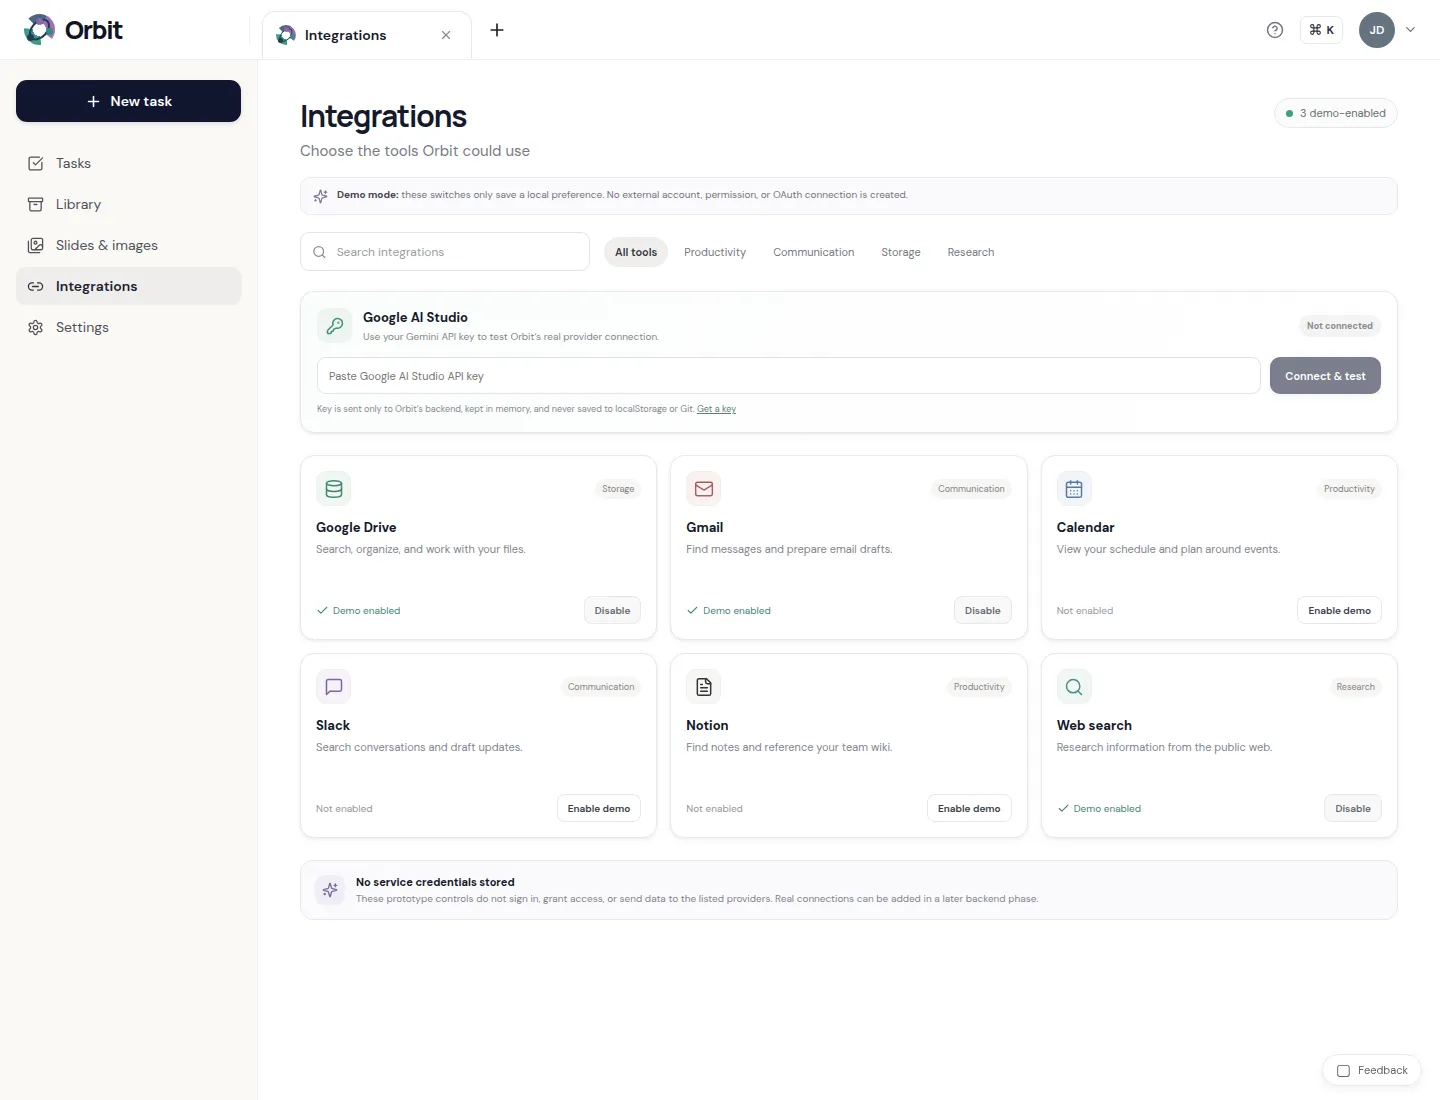 Orbit
Integrations
⌘ K
JD
New task
Tasks
Library
Slides & images
Integrations
Settings
Integrations
3 demo-enabled
Choose the tools Orbit could use
Demo mode: these switches only save a local preference. No external account, permission, or OAuth connection is created.
Search integrations
All tools
Productivity
Communication
Storage
Research
Google AI Studio
Use your Gemini API key to test Orbit's real provider connection.
Not connected
Paste Google AI Studio API key
Connect & test
Key is sent only to Orbit's backend, kept in memory, and never saved to localStorage or Git. Get a key
Storage
Google Drive
Search, organize, and work with your files.
Demo enabled
Disable
Communication
Gmail
Find messages and prepare email drafts.
Demo enabled
Disable
Productivity
Calendar
View your schedule and plan around events.
Not enabled
Enable demo
Communication
Slack
Search conversations and draft updates.
Not enabled
Enable demo
Productivity
Notion
Find notes and reference your team wiki.
Not enabled
Enable demo
Research
Web search
Research information from the public web.
Demo enabled
Disable
No service credentials stored
These prototype controls do not sign in, grant access, or send data to the listed providers. Real connections can be added in a later backend phase.
Feedback